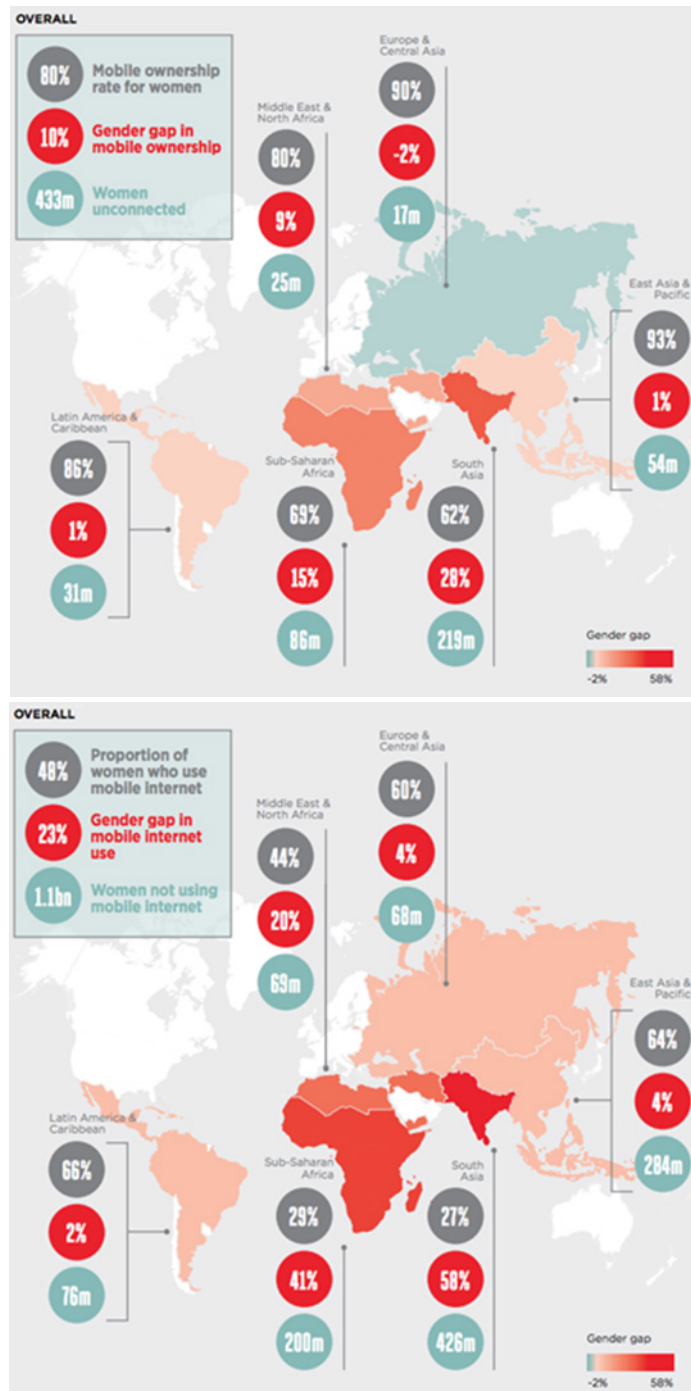 OVERALL
80%
Mobile ownership
rate for women
10%
Gender gap in
mobile ownership
433m
Women
unconnected
Europe &
Central Asia
90%
-2%
17m
Middle East &
North Africa
80%
9%
25m
East Asia &
Pacific
93%
1%
54m
Latin America &
Caribbean
86%
1%
31m
Sub-Saharan
Africa
69%
15%
86m
South
Asia
62%
28%
219m
Gender gap
-2%
58%
OVERALL
48%
Proportion of
women who use
mobile internet
23%
Gender gap in
mobile internet
use
1.1bn
Women not using
mobile internet
Europe &
Central Asia
60%
4%
68m
Middle East &
North Africa
44%
20%
69m
East Asia &
Pacific
64%
4%
284m
Latin America &
Caribbean
66%
2%
76m
Sub-Saharan
Africa
29%
41%
200m
South
Asia
27%
58%
426m
Gender gap
-2%
58%